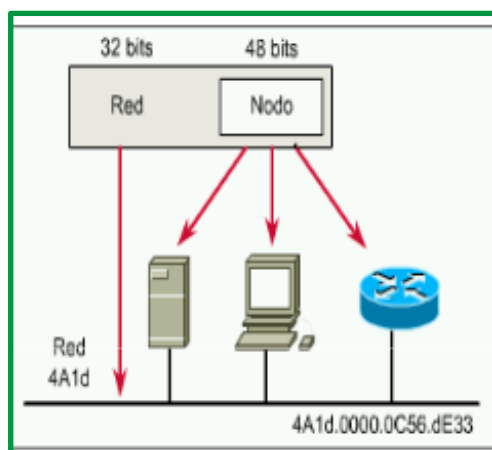 32 bits 48 bits
Red Nodo
Red
4A1d
4A1d.0000.0C56.dE33